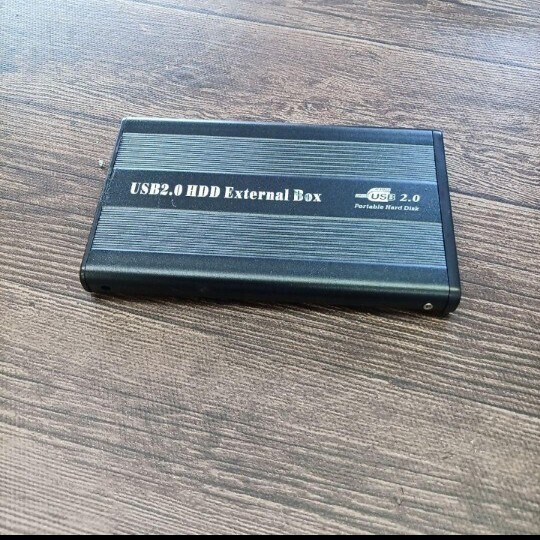 USB2.0 HDD External Box
USB 2.0
Portable Hard Disk